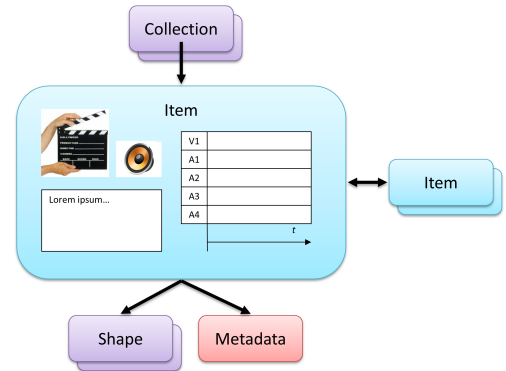 Collection
Item
V1
A1
A2
A3
A4
Lorem ipsum...
t
Item
Shape
Metadata